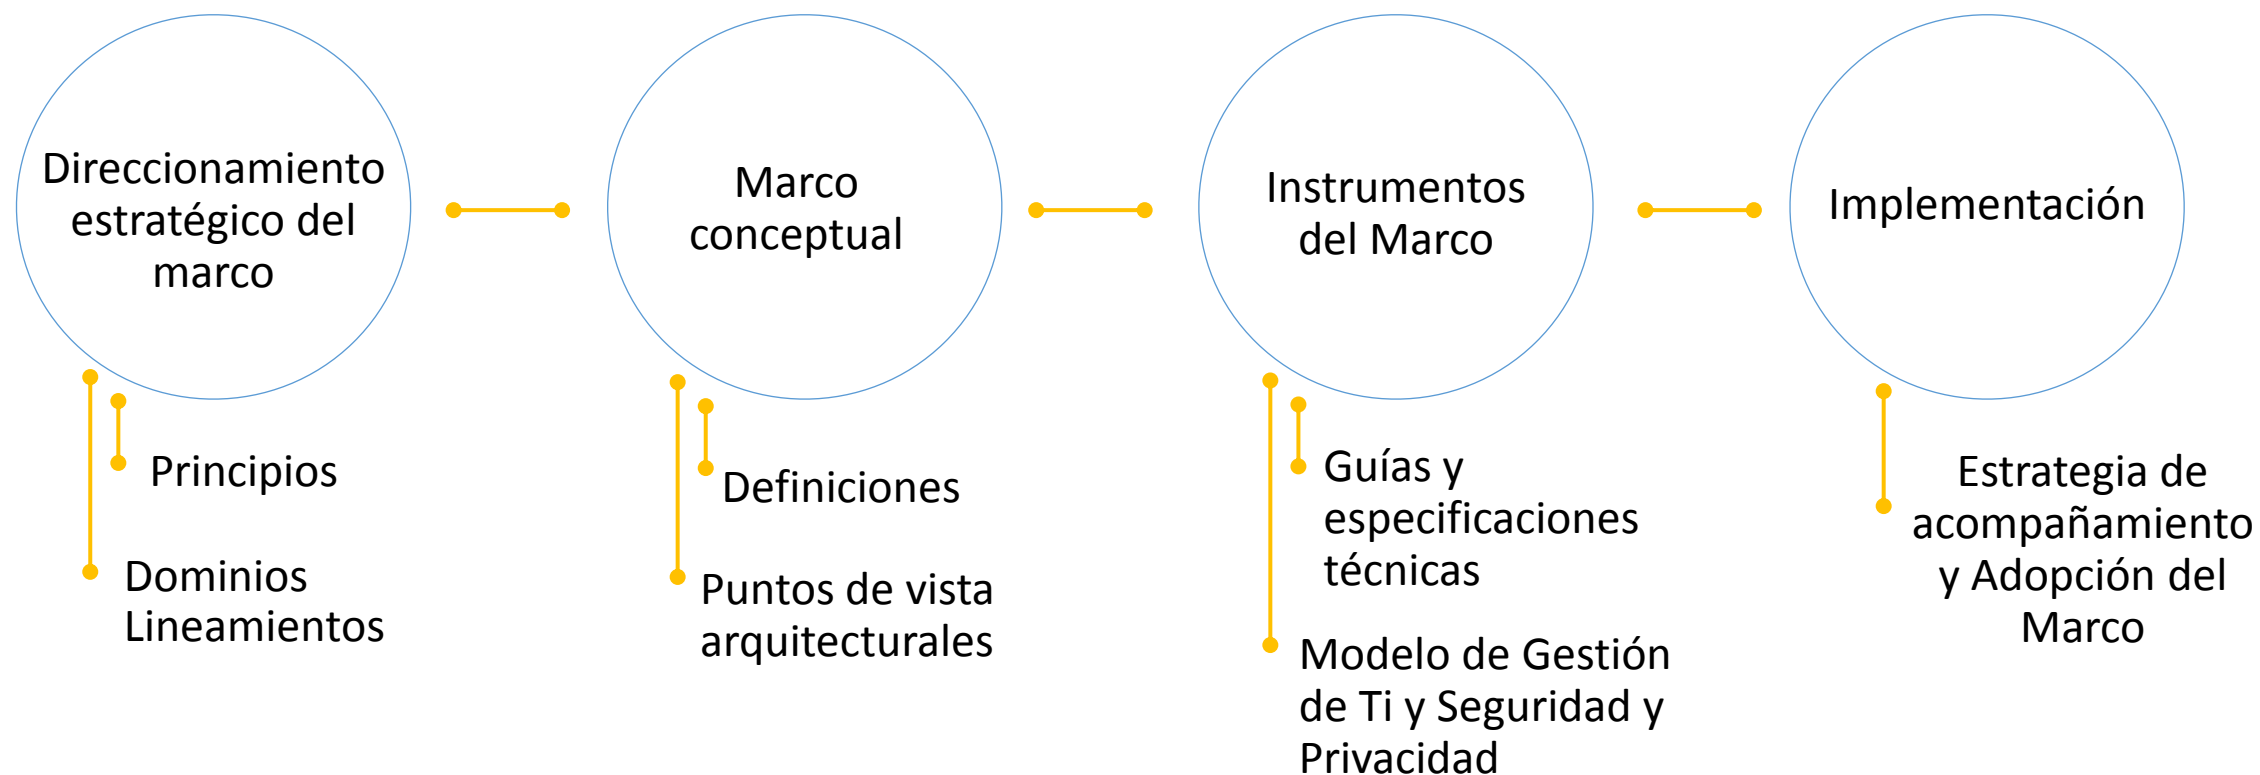 Direccionamiento
estratégico del
marco
Marco
conceptual
Instrumentos
del Marco
Implementación
Principios
Dominios
Lineamientos
Definiciones
Puntos de vista
arquitecturales
Guías y
especificaciones
técnicas
Modelo de Gestión
de Ti y Seguridad y
Privacidad
Estrategia de
acompañamiento
y Adopción del
Marco